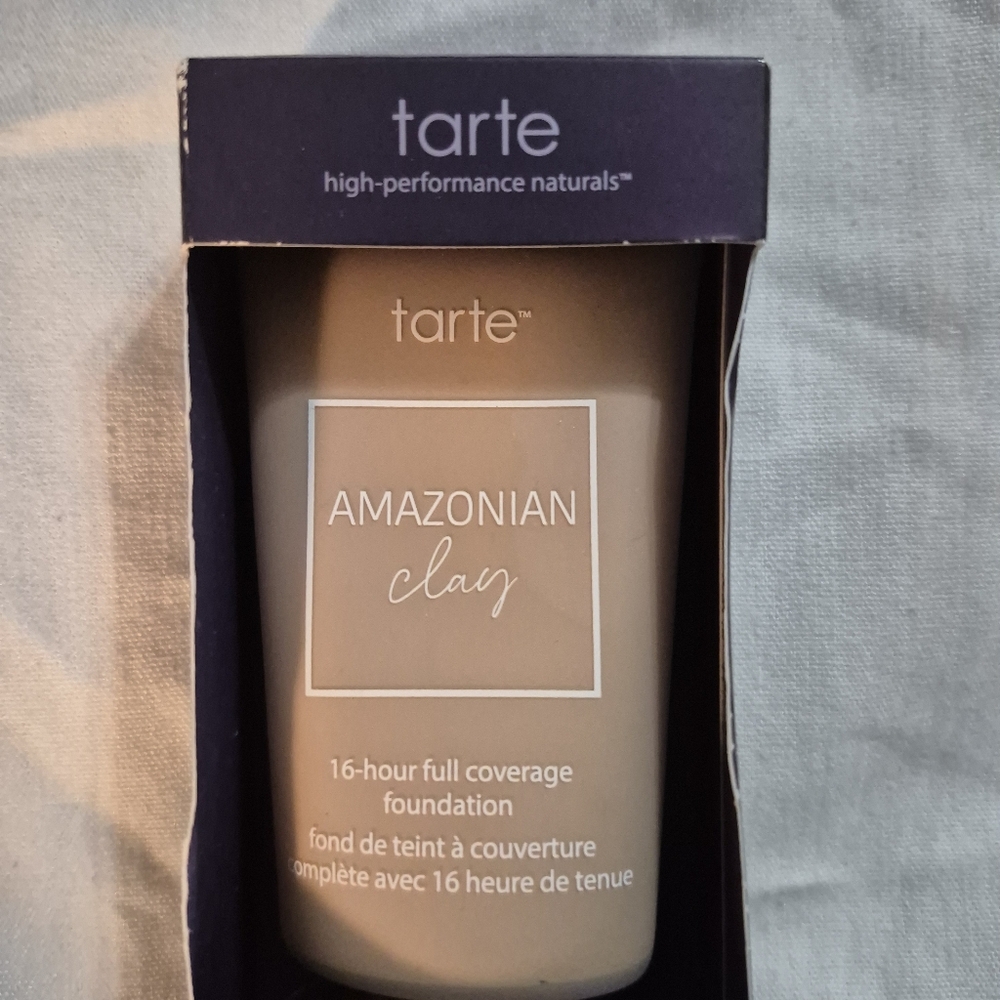 tarte
high-performance naturals™
tarte™
AMAZONIAN
clay
16-hour full coverage
foundation
fond de teint à couverture
complète avec 16 heure de tenue